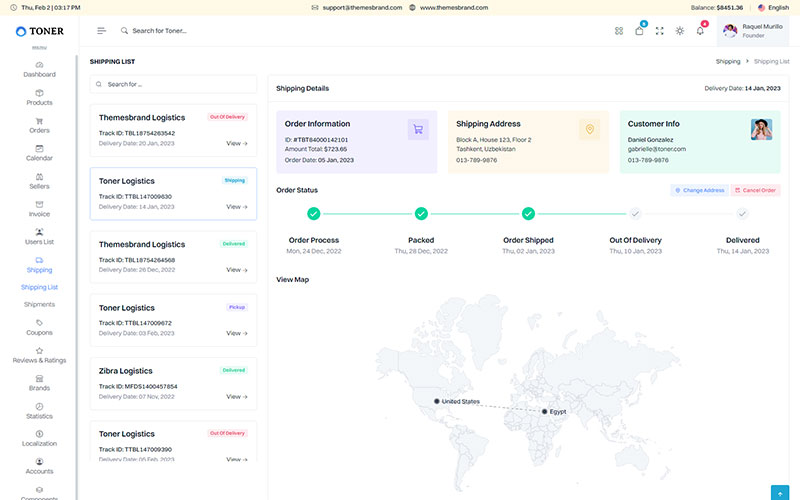 Thu, Feb 2 | 03:17 PM
support@themesbrand.com
www.themesbrand.com
Balance: $8451.36
English
TONER
Search for Toner...
6
4
Raquel Murillo
Founder
MENU
Dashboard
Products
Orders
Calendar
Sellers
Invoice
Users List
Shipping
Shipping List
Shipments
Coupons
Reviews & Ratings
Brands
Statistics
Localization
Accounts
Components
SHIPPING LIST
Shipping
Shipping List
Search for ...
Themesbrand Logistics
Out Of Delivery
Track ID: TBL18754263542
Delivery Date: 20 Jan, 2023
View
Toner Logistics
Shipping
Track ID: TTBL147009630
Delivery Date: 14 Jan, 2023
View
Themesbrand Logistics
Delivered
Track ID: TBL18754264568
Delivery Date: 26 Dec, 2022
View
Toner Logistics
Pickup
Track ID: TTBL147009672
Delivery Date: 03 Feb, 2023
View
Zibra Logistics
Delivered
Track ID: MFDS1400457854
Delivery Date: 07 Nov, 2022
View
Toner Logistics
Out Of Delivery
Track ID: TTBL147009390
Delivery Date: 05 Feb, 2023
View
Shipping Details
Delivery Date: 14 Jan, 2023
Order Information
ID: #TBT84000142101
Amount Total: $723.65
Order Date: 05 Jan, 2023
Shipping Address
Block A, House 123, Floor 2
Tashkent, Uzbekistan
013-789-9876
Customer Info
Daniel Gonzalez
gabrielle@toner.com
013-789-9876
Order Status
Change Address
Cancel Order
Order Process
Mon, 24 Dec, 2022
Packed
Thu, 28 Dec, 2022
Order Shipped
Thu, 02 Jan, 2023
Out Of Delivery
Thu, 10 Jan, 2023
Delivered
Thu, 14 Jan, 2023
View Map
United States
Egypt